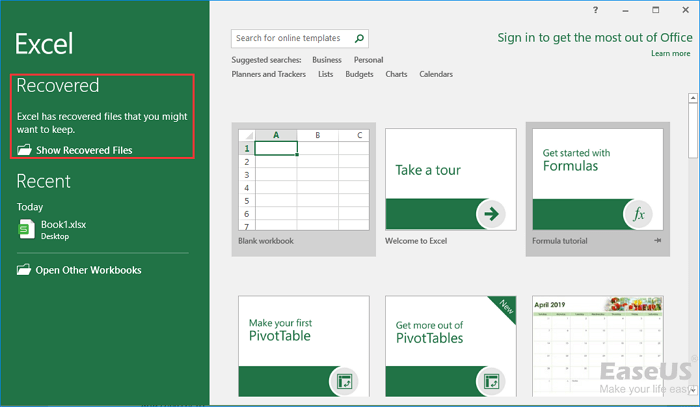 ?
Excel
Search for online templates
Sign in to get the most out of Office
Learn more
Suggested searches: Business Personal
Planners and Trackers Lists Budgets Charts Calendars
Recovered
Excel has recovered files that you might
want to keep.
Show Recovered Files
Recent
Today
Book1.xlsx
Desktop
Open Other Workbooks
A B C
1
2
3
4
5
6
7
Blank workbook
Take a tour
Welcome to Excel
Get started with
Formulas
fx
Formula tutorial
Make your first
PivotTable
Get more out of
PivotTables
New
April 2019
EaseUS®
Make your life easy